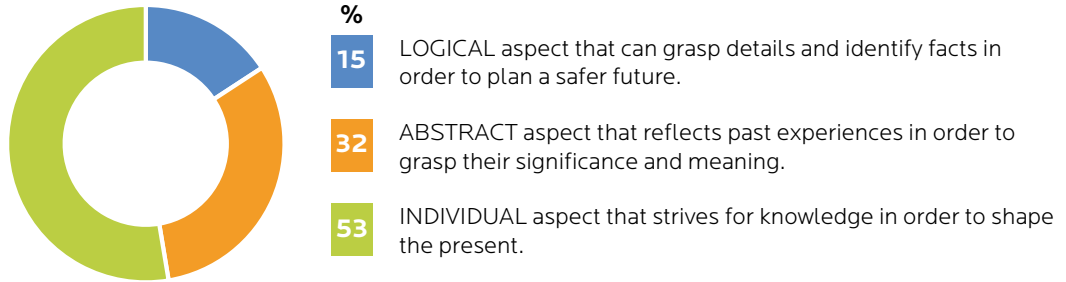 %
15
LOGICAL aspect that can grasp details and identify facts in
order to plan a safer future.
32
ABSTRACT aspect that reflects past experiences in order to
grasp their significance and meaning.
53
INDIVIDUAL aspect that strives for knowledge in order to shape
the present.